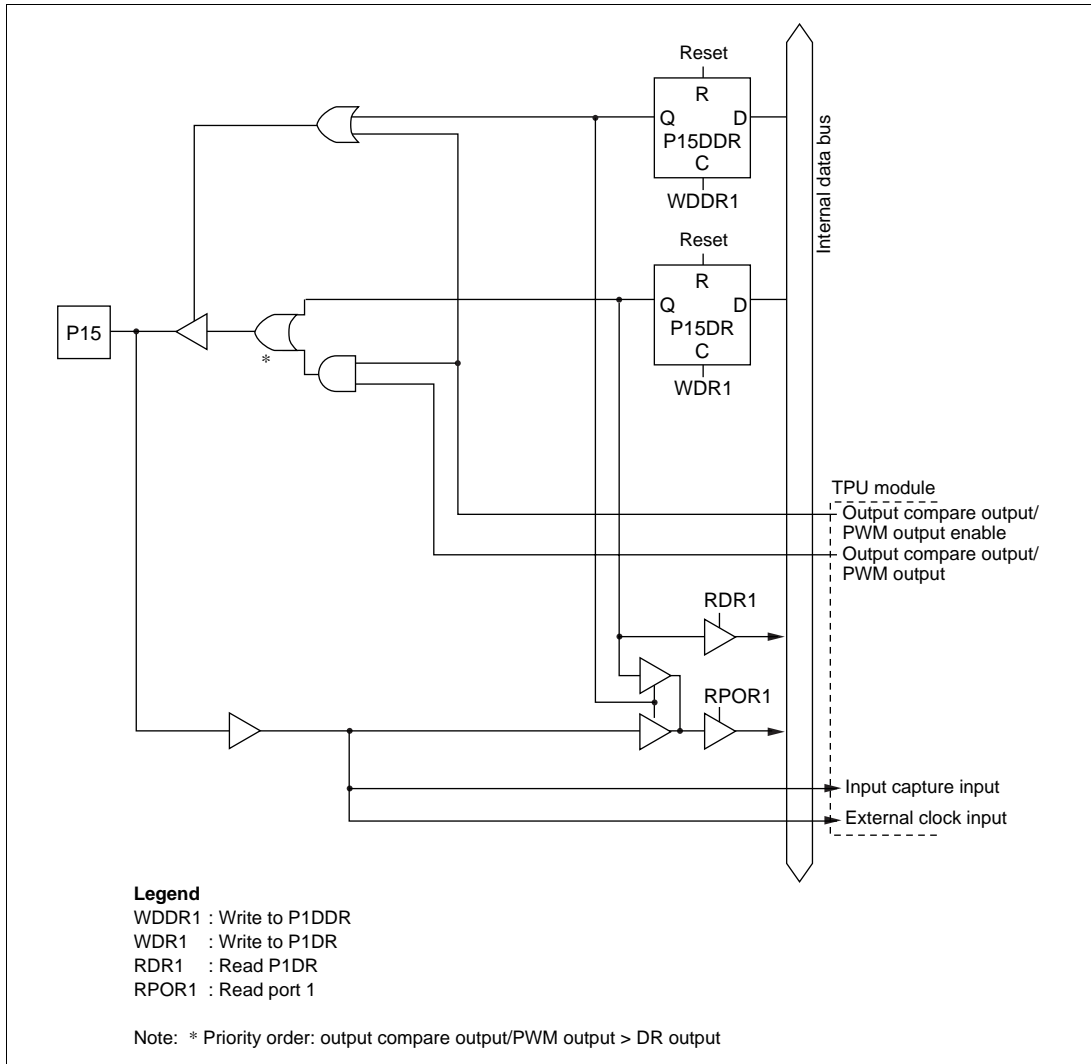 Reset
R
Q D
P15DDR
C
WDDR1
Internal data bus
Reset
R
Q D
P15DR
C
WDR1
P15
*
TPU module
Output compare output/
PWM output enable
Output compare output/
PWM output
RDR1
RPOR1
Input capture input
External clock input
Legend
WDDR1 : Write to P1DDR
WDR1 : Write to P1DR
RDR1 : Read P1DR
RPOR1 : Read port 1
Note: * Priority order: output compare output/PWM output > DR output